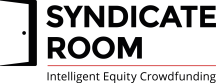 SYNDICATE
ROOM
Intelligent Equity Crowdfunding